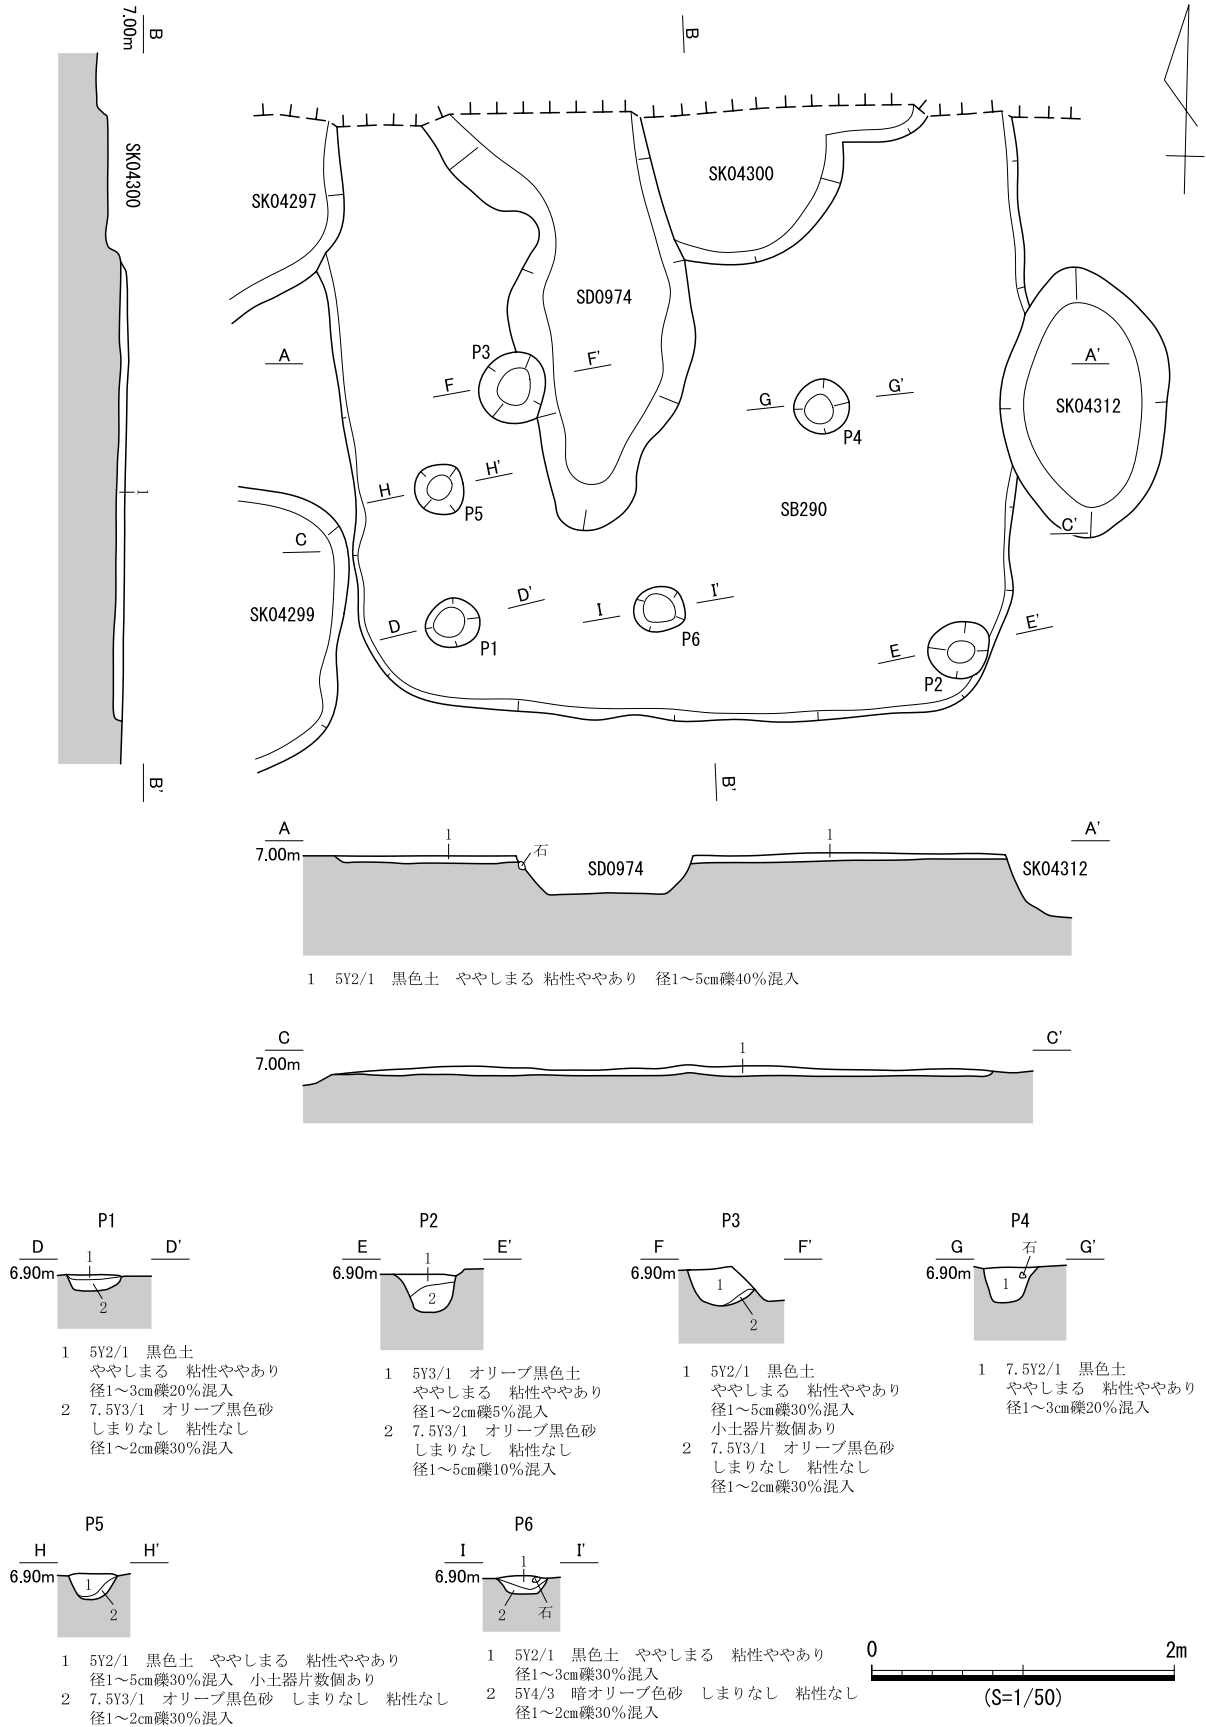 B
7.00m
SK04300
1
B'
B
SK04297
SK04300
SD0974
A
A'
P3
F
F'
G
G'
P4
SK04312
H
H'
P5
SB290
C
C'
SK04299
D
D'
P1
I
I'
P6
E
E'
P2
B'
A
7.00m
1
石
SD0974
1
A'
SK04312
1 5Y2/1 黒色土 ややしまる 粘性ややあり 径1～5cm礫40%混入
C
7.00m
1
C'
P1
D
D'
6.90m
1
2
1 5Y2/1 黒色土
ややしまる 粘性ややあり
径1～3cm礫20%混入
2 7.5Y3/1 オリーブ黒色砂
しまりなし 粘性なし
径1～2cm礫30%混入
P2
E
E'
6.90m
1
2
1 5Y3/1 オリーブ黒色土
ややしまる 粘性ややあり
径1～2cm礫5%混入
2 7.5Y3/1 オリーブ黒色砂
しまりなし 粘性なし
径1～5cm礫10%混入
P3
F
F'
6.90m
1
2
1 5Y2/1 黒色土
ややしまる 粘性ややあり
径1～5cm礫30%混入
小土器片数個あり
2 7.5Y3/1 オリーブ黒色砂
しまりなし 粘性なし
径1～2cm礫30%混入
P4
G
G'
6.90m
石
1
1 7.5Y2/1 黒色土
ややしまる 粘性ややあり
径1～3cm礫20%混入
P5
H
H'
6.90m
1
2
1 5Y2/1 黒色土 ややしまる 粘性ややあり
径1～5cm礫30%混入 小土器片数個あり
2 7.5Y3/1 オリーブ黒色砂 しまりなし 粘性なし
径1～2cm礫30%混入
P6
I
I'
6.90m
1
2
石
1 5Y2/1 黒色土 ややしまる 粘性ややあり
径1～3cm礫30%混入
2 5Y4/3 暗オリーブ色砂 しまりなし 粘性なし
径1～2cm礫30%混入
0
2m
(S=1/50)